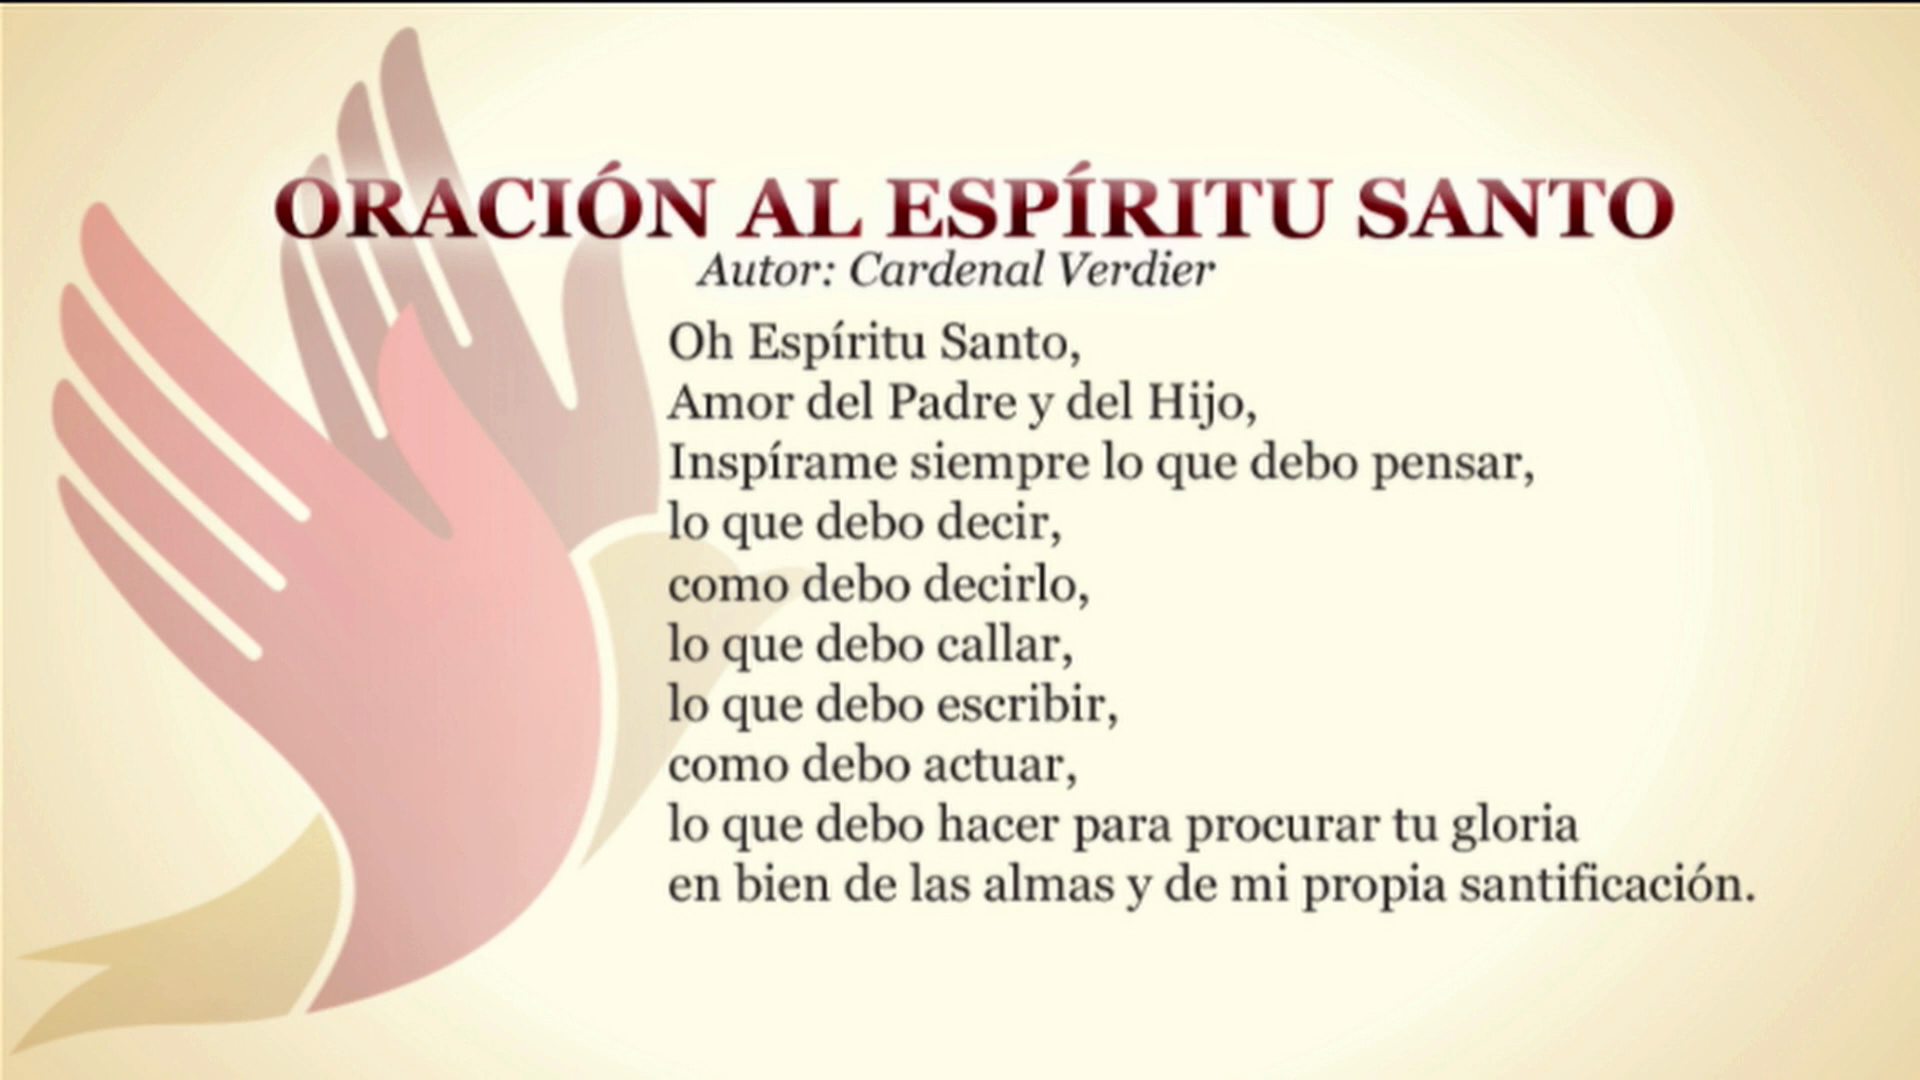 ORACIÓN AL ESPÍRITU SANTO
Autor: Cardenal Verdier
Oh Espíritu Santo,
Amor del Padre y del Hijo,
Inspírame siempre lo que debo pensar,
lo que debo decir,
como debo decirlo,
lo que debo callar,
lo que debo escribir,
como debo actuar,
lo que debo hacer para procurar tu gloria
en bien de las almas y de mi propia santificación.